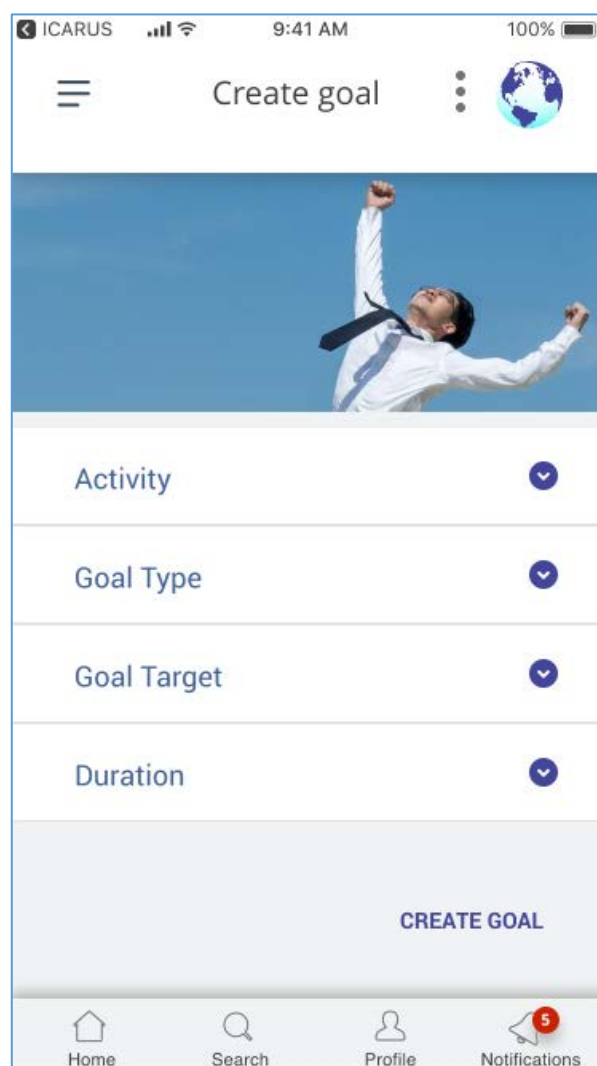 ICARUS 9:41 AM 100%
Create goal
Activity
Goal Type
Goal Target
Duration
CREATE GOAL
5
Home Search Profile Notifications